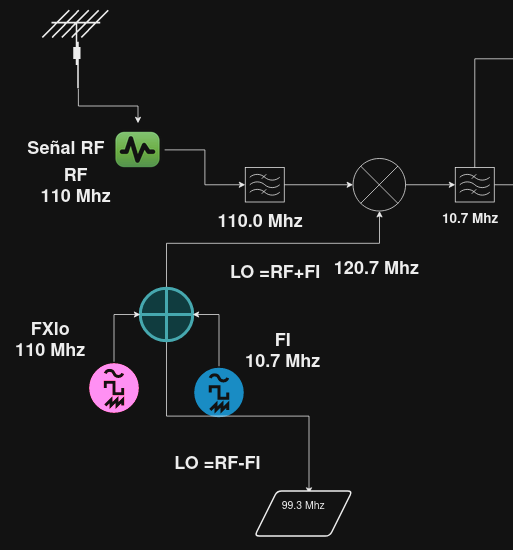 Señal RF
RF
110 Mhz
110.0 Mhz
10.7 Mhz
LO =RF+FI
120.7 Mhz
FXlo
110 Mhz
FI
10.7 Mhz
LO =RF-FI
99.3 Mhz